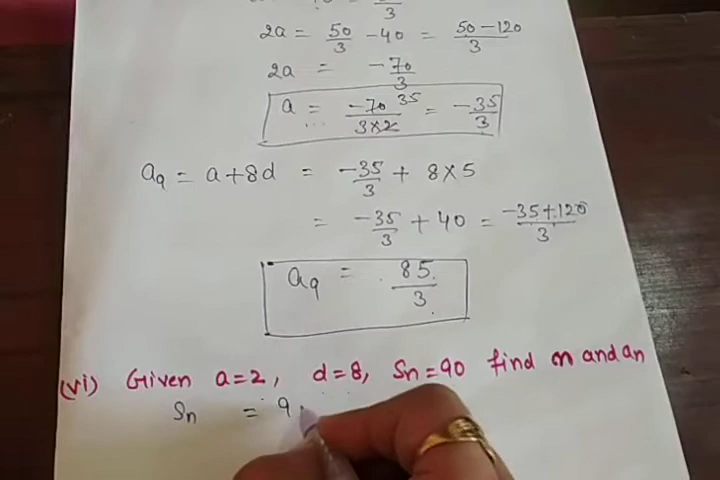 3
2a = 50/3 - 40 = 50-120/3
2a = -70/3
a = -70 35/3×2 = -35/3
a9 = a+8d = -35/3 + 8×5
= -35/3 + 40 = -35+120/3
a9 = 85/3
(vi) Given a=2, d=8, Sn=90 find n and an
Sn = 9